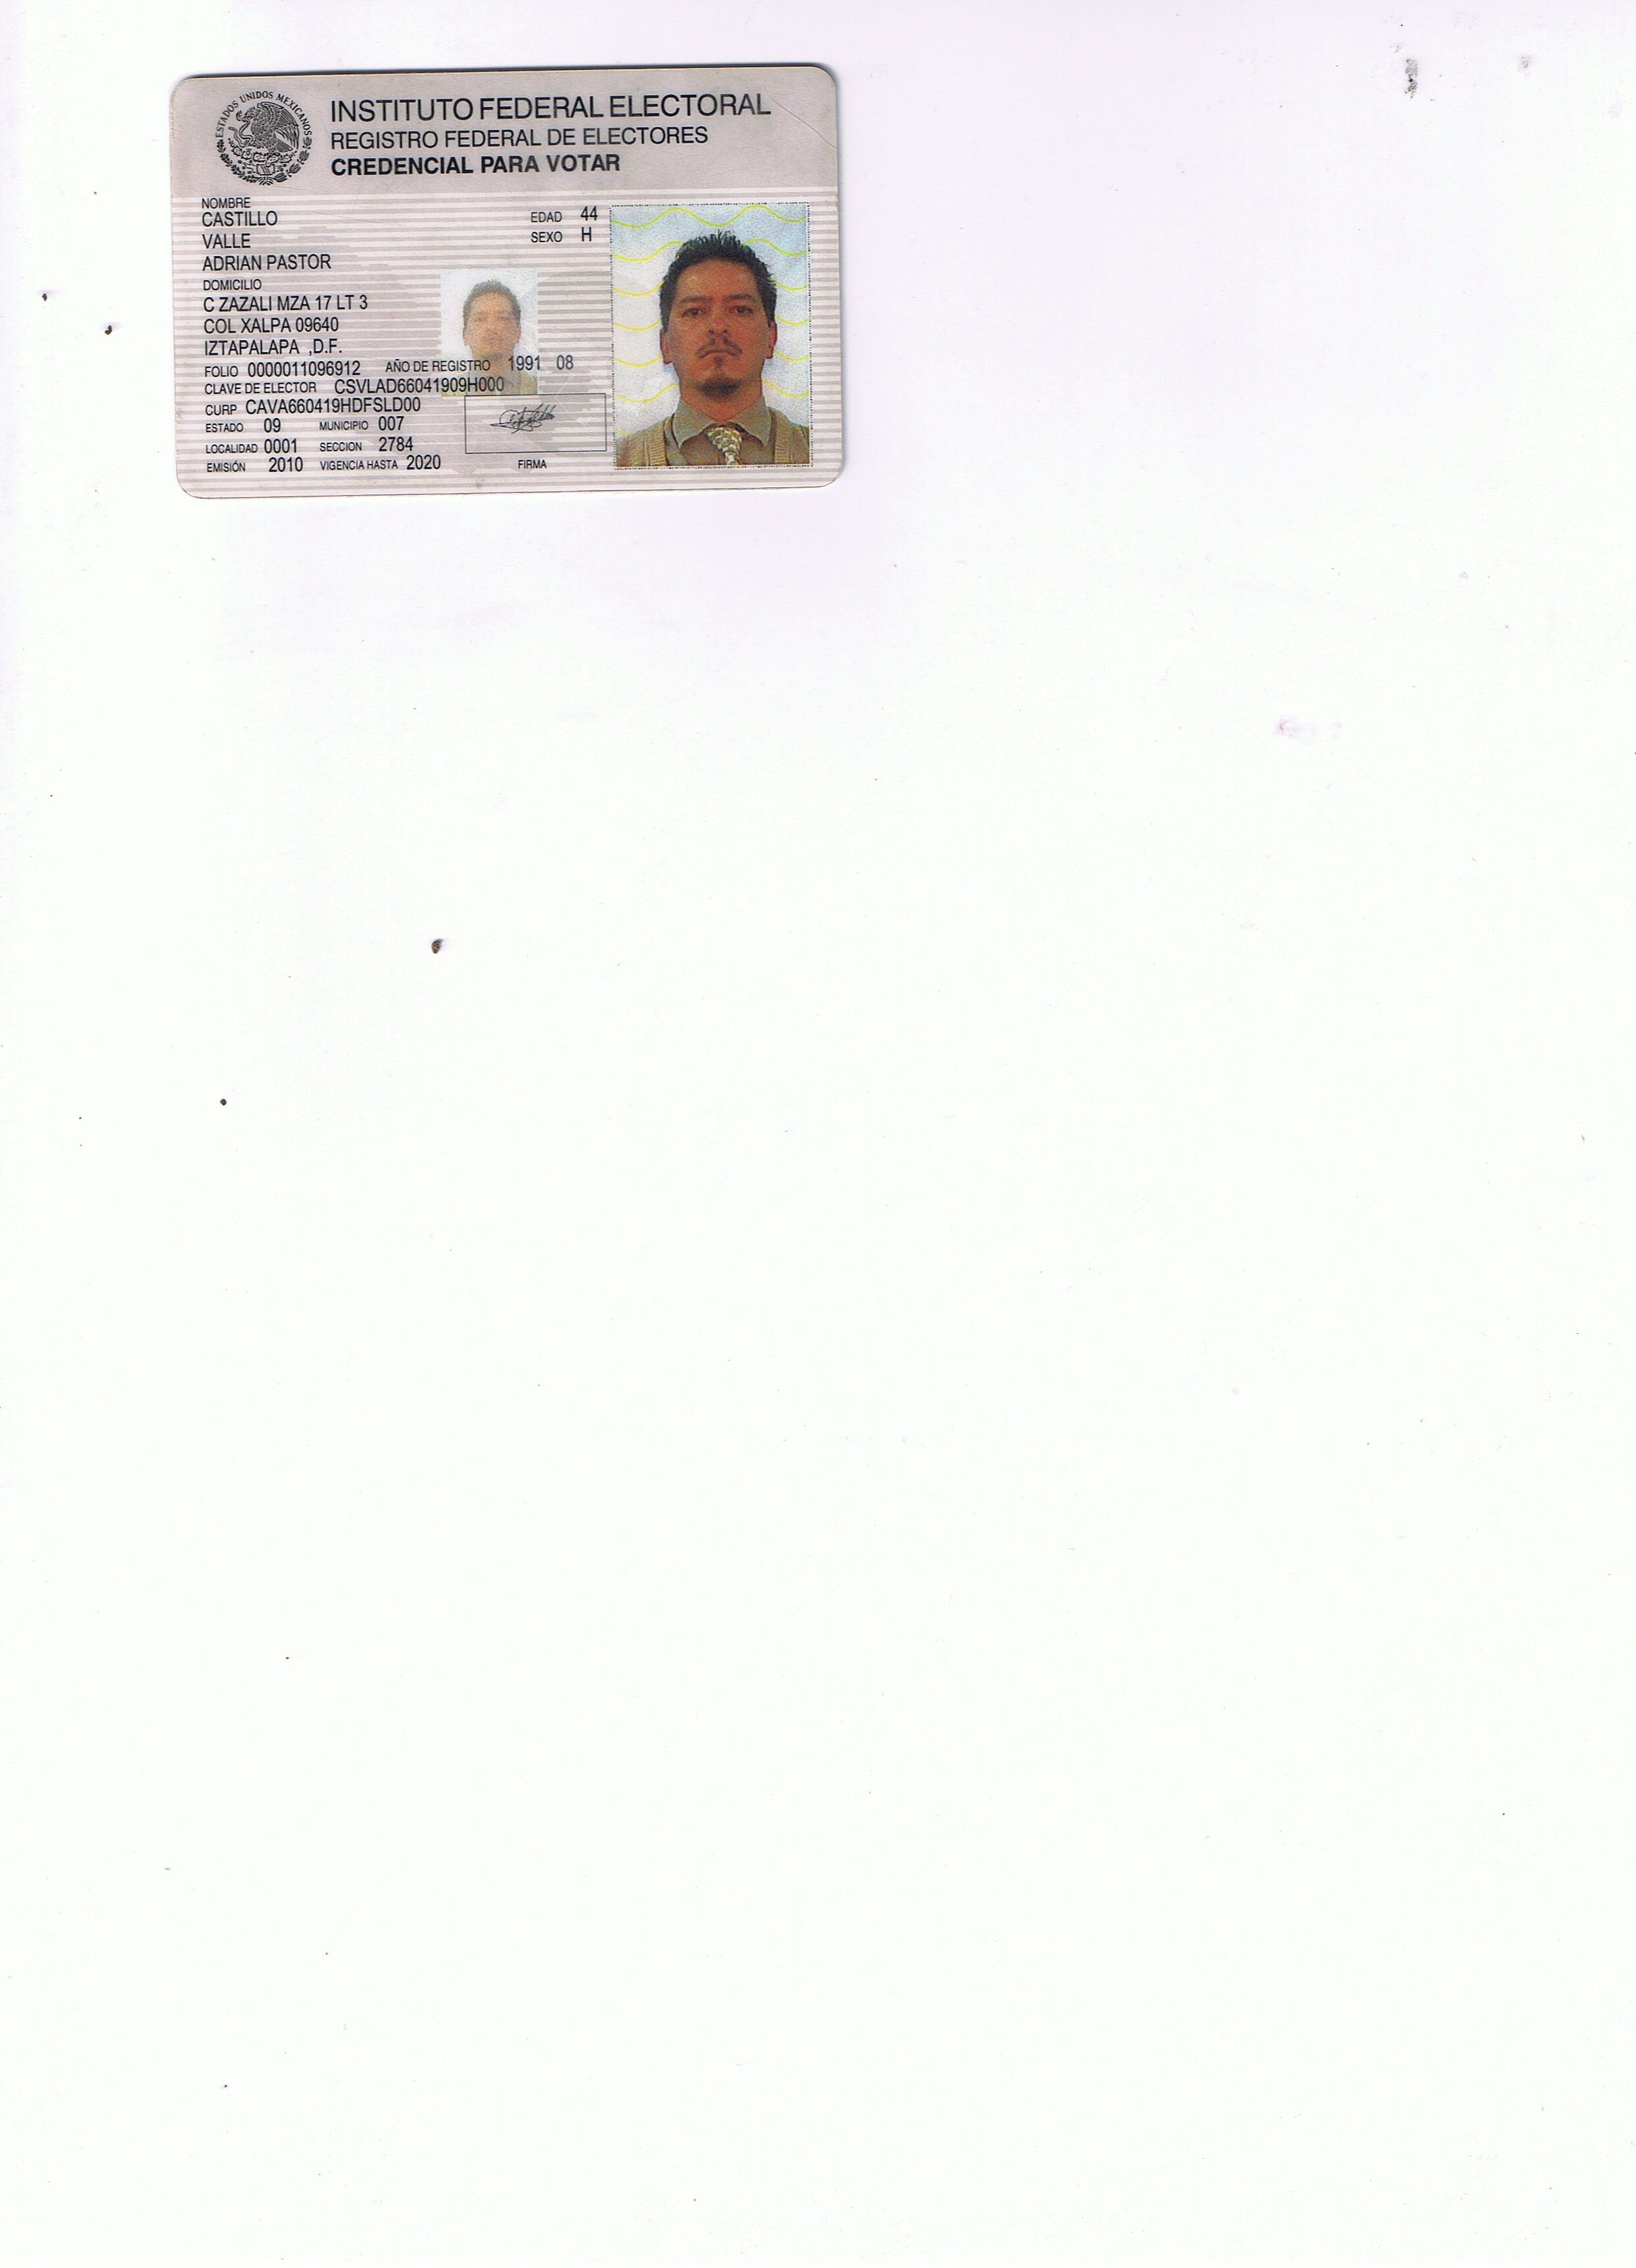 ESTADOS UNIDOS MEXICANOS
INSTITUTO FEDERAL ELECTORAL
REGISTRO FEDERAL DE ELECTORES
CREDENCIAL PARA VOTAR
NOMBRE
CASTILLO
VALLE
ADRIAN PASTOR
EDAD 44
SEXO H
DOMICILIO
C ZAZALI MZA 17 LT 3
COL XALPA 09640
IZTAPALAPA ,D.F.
FOLIO 0000011096912 AÑO DE REGISTRO 1991 08
CLAVE DE ELECTOR CSVLAD66041909H000
CURP CAVA660419HDFSLD00
ESTADO 09 MUNICIPIO 007
LOCALIDAD 0001 SECCION 2784
EMISIÓN 2010 VIGENCIA HASTA 2020
FIRMA